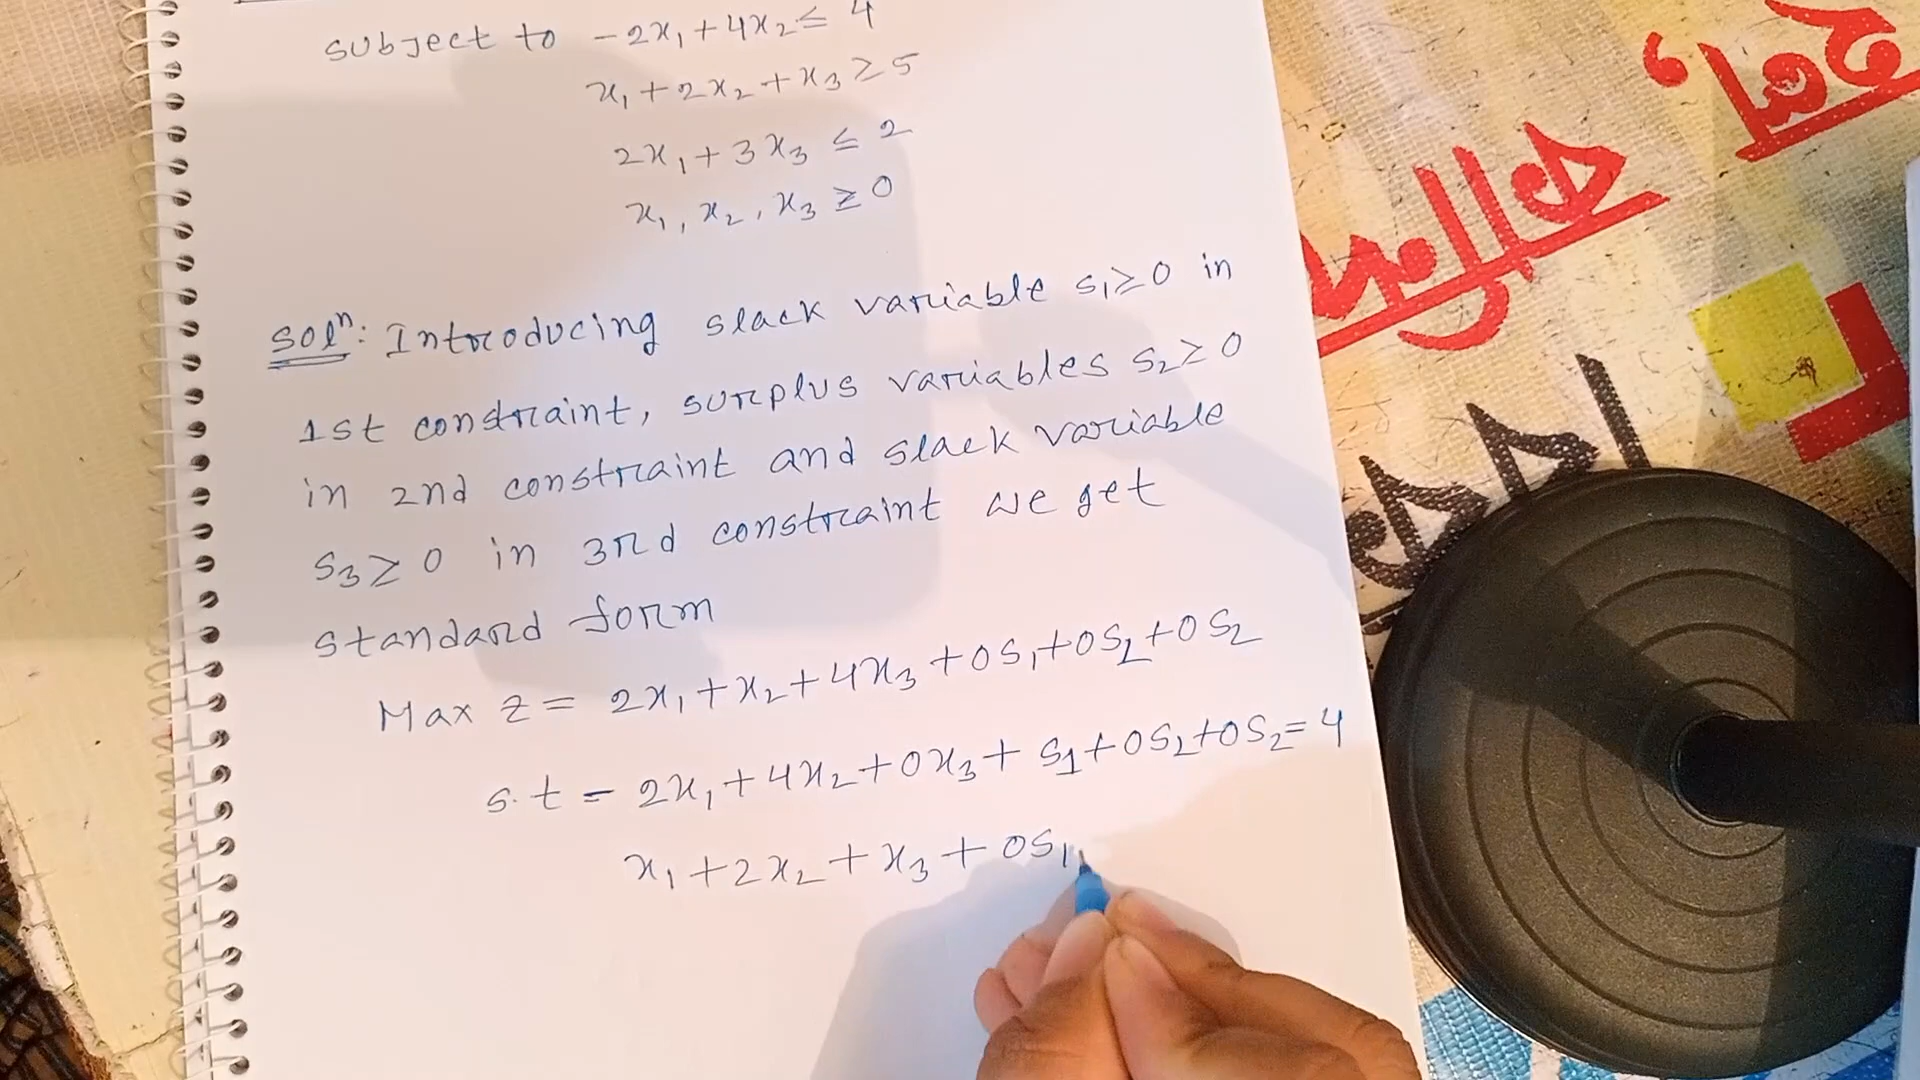 subject to -2x₁+4x₂≤ 4
x₁+2x₂+x₃≥5
2x₁+3x₃ ≤ 2
x₁, x₂, x₃ ≥ 0
solⁿ: Introducing slack variable s₁≥0 in
1st constraint, surplus variables s₂≥0
in 2nd constraint and slack variable
s₃≥0 in 3rd constraint we get
standard form
Max z = 2x₁+x₂+4x₃+0s₁+0s₂+0s₂
s.t - 2x₁+4x₂+0x₃+ s₁+0s₂+0s₂=4
x₁+2x₂+x₃+0s₁